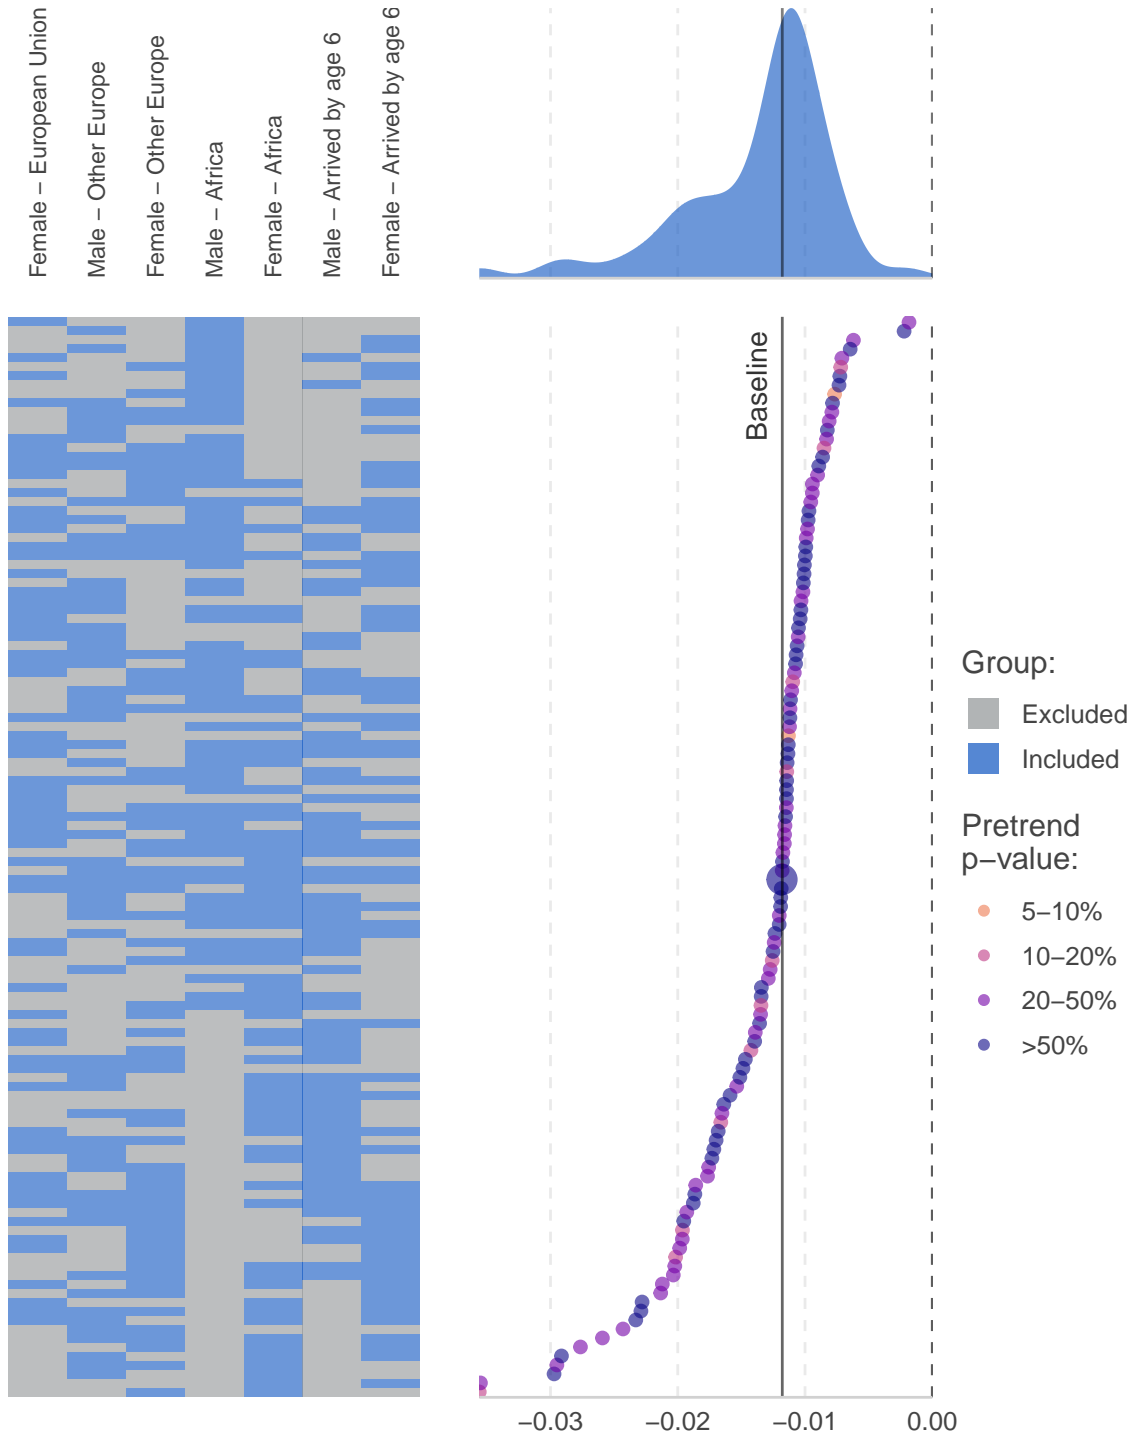 Female – European Union
Male – Other Europe
Female – Other Europe
Male – Africa
Female – Africa
Male – Arrived by age 6
Female – Arrived by age 6
Baseline
Group:
Excluded
Included
Pretrend
p−value:
5−10%
10−20%
20−50%
>50%
−0.03
−0.02
−0.01
0.00